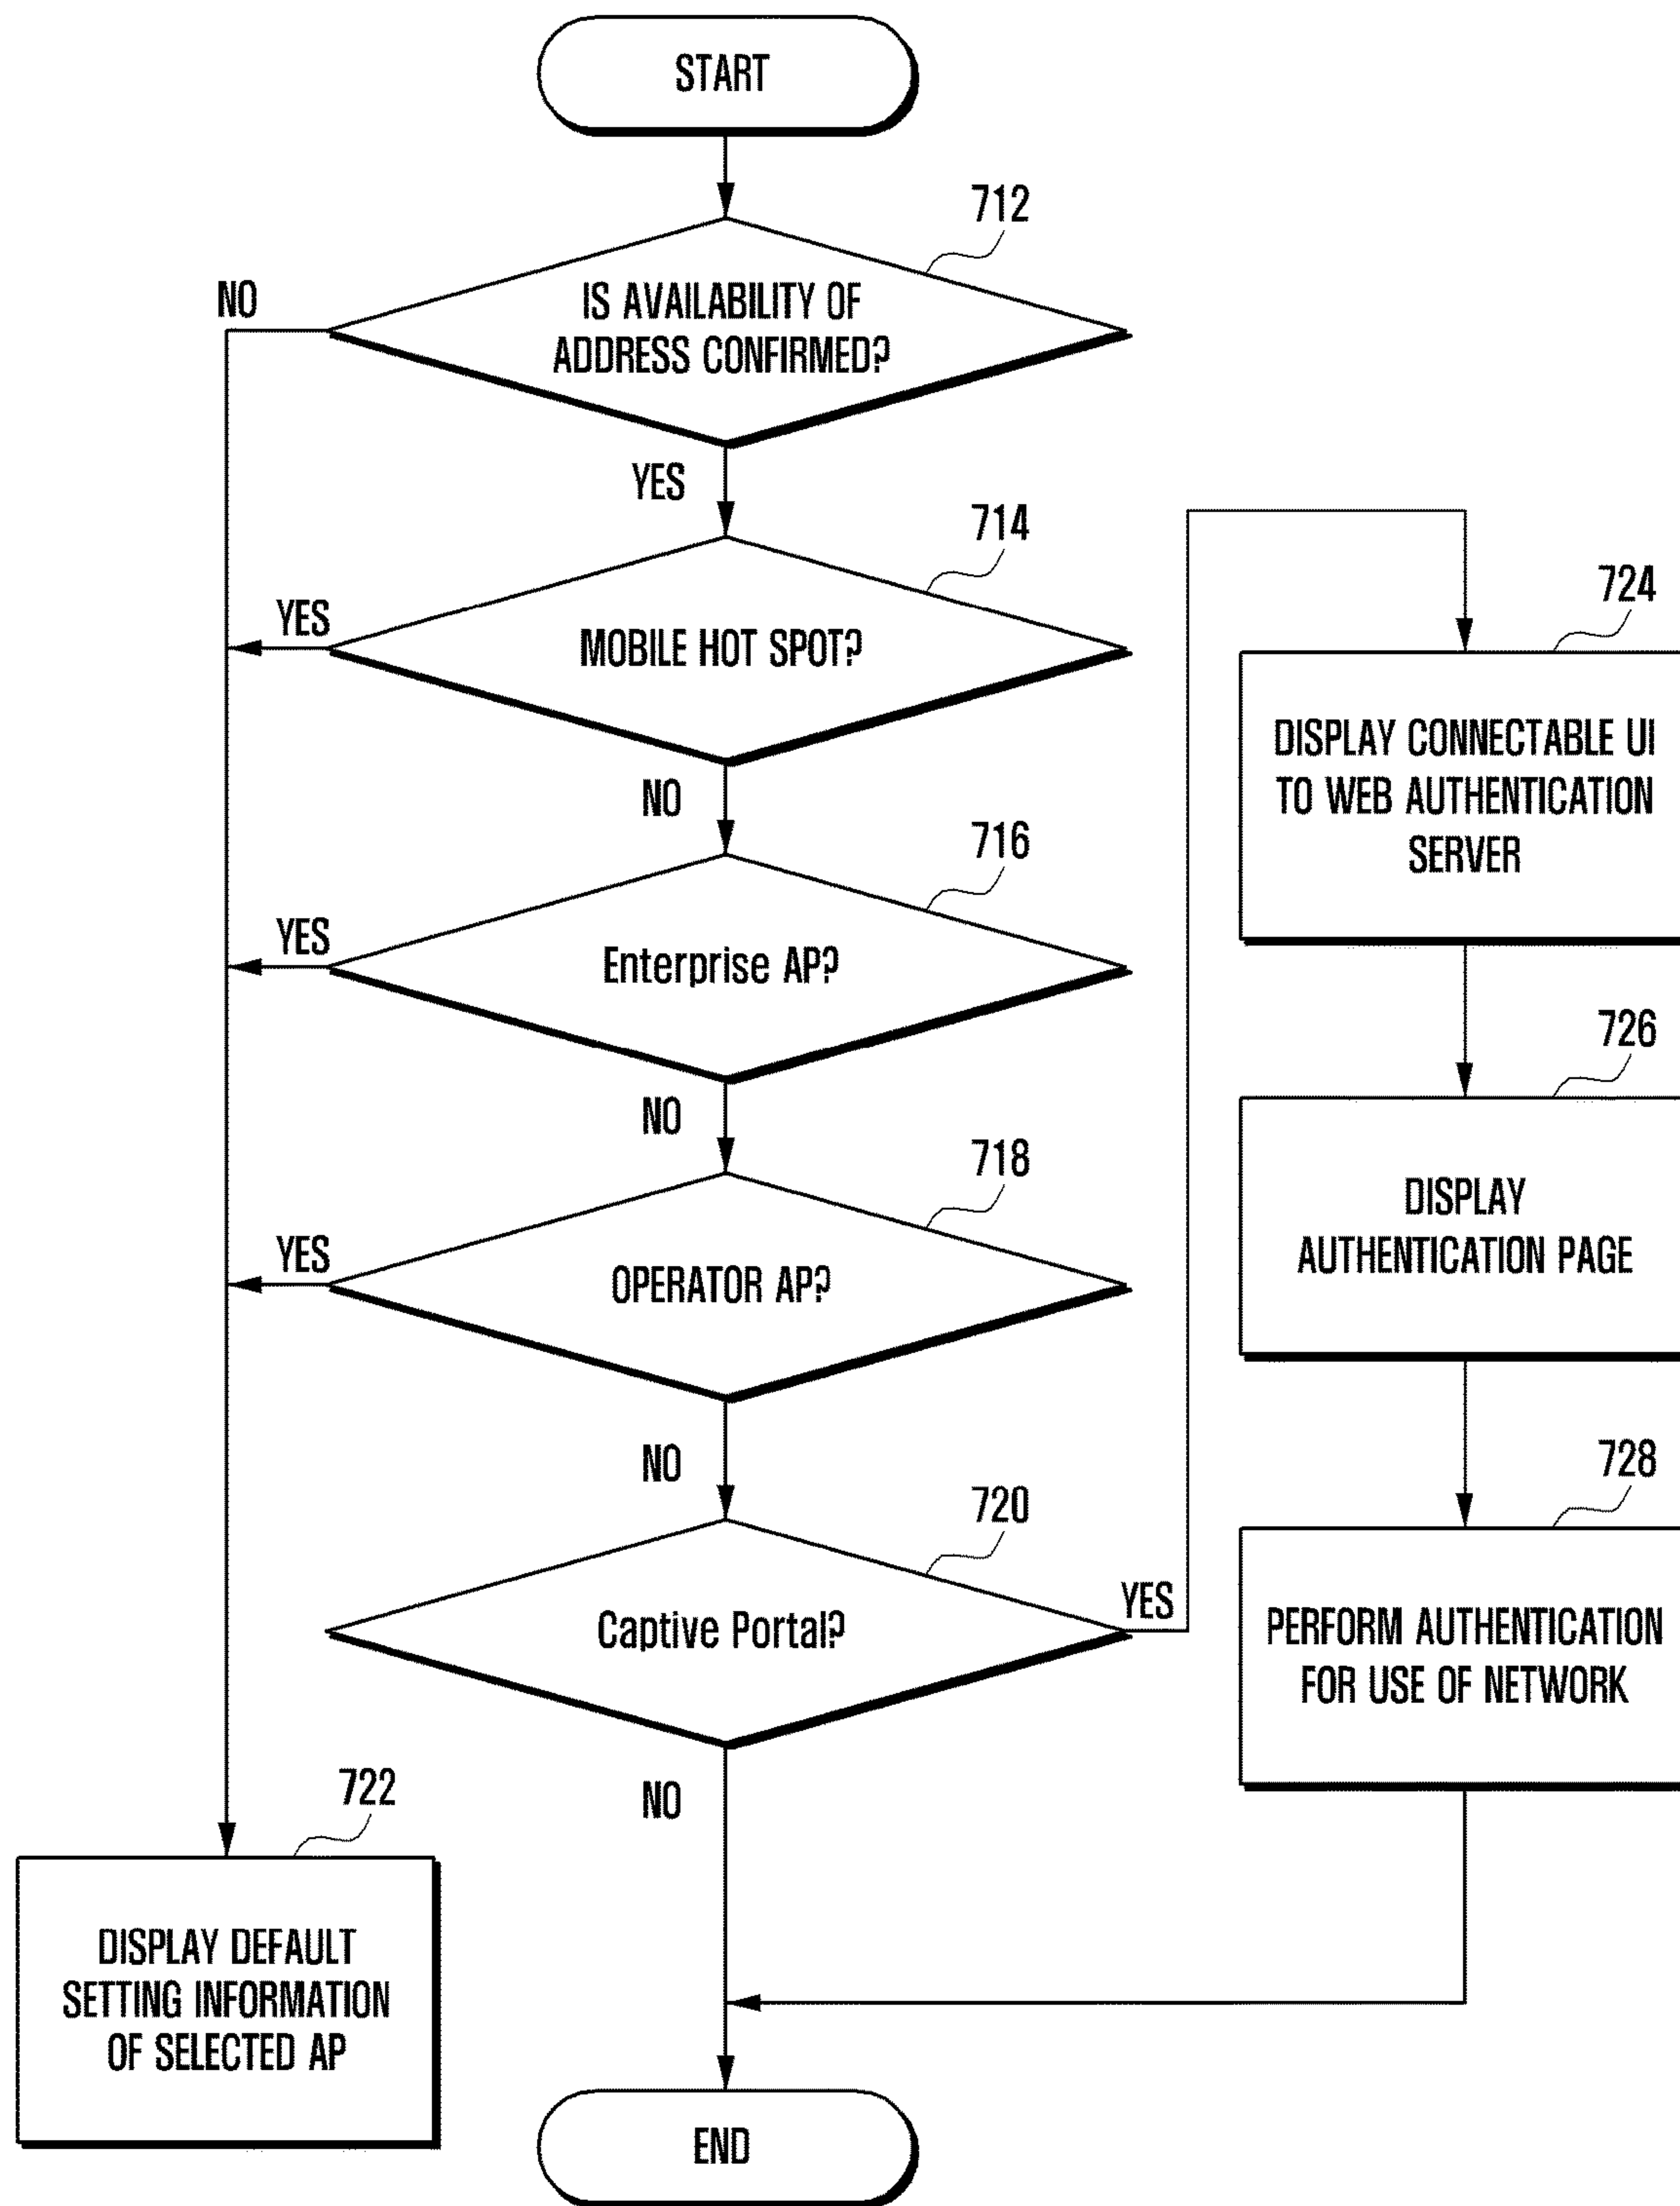 START
712
NO
IS AVAILABILITY OF
ADDRESS CONFIRMED?
YES
714
YES
MOBILE HOT SPOT?
NO
716
YES
Enterprise AP?
NO
718
YES
OPERATOR AP?
NO
720
Captive Portal?
YES
NO
722
DISPLAY DEFAULT
SETTING INFORMATION
OF SELECTED AP
724
DISPLAY CONNECTABLE UI
TO WEB AUTHENTICATION
SERVER
726
DISPLAY
AUTHENTICATION PAGE
728
PERFORM AUTHENTICATION
FOR USE OF NETWORK
END